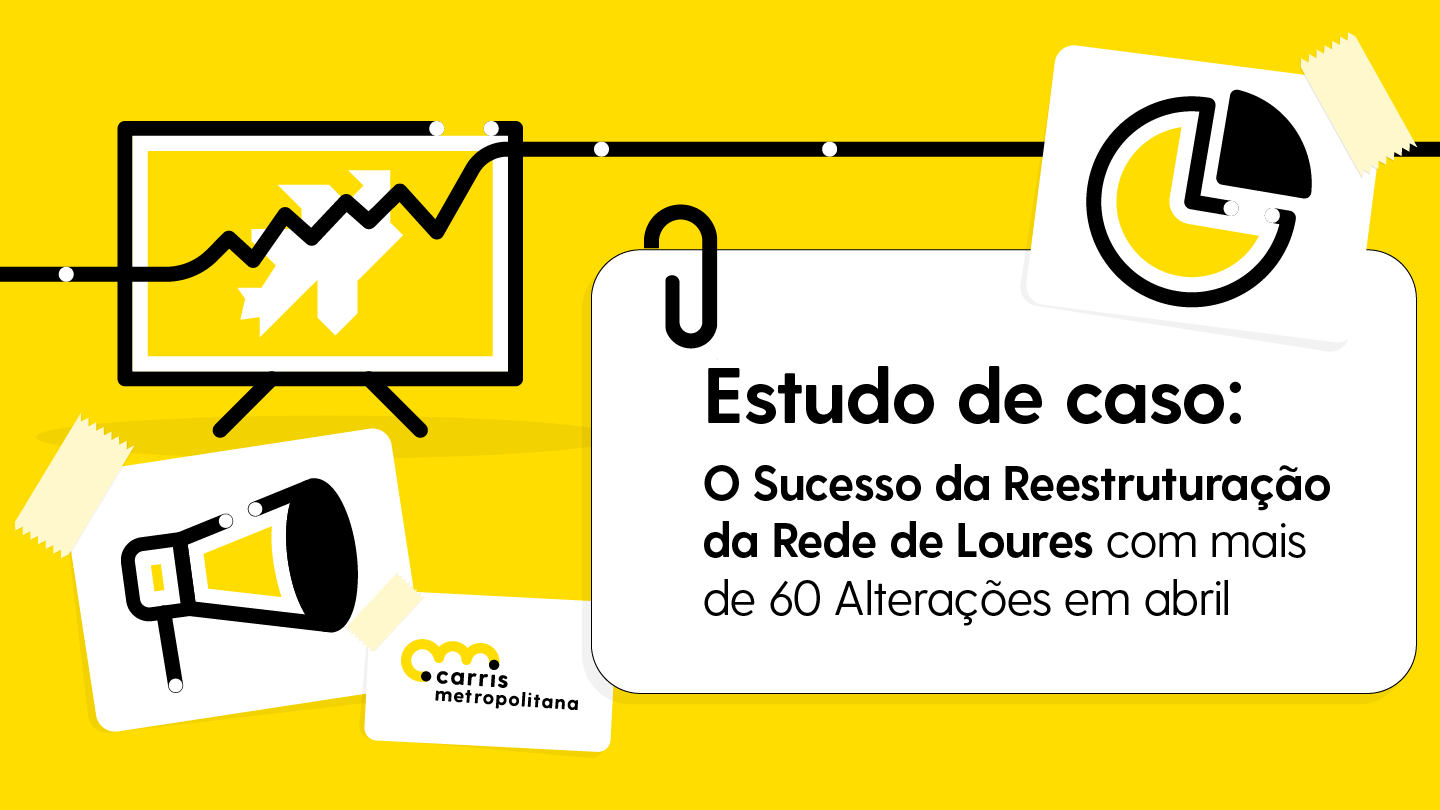 Estudo de caso:
O Sucesso da Reestruturação
da Rede de Loures com mais
de 60 Alterações em abril
carris
metropolitana